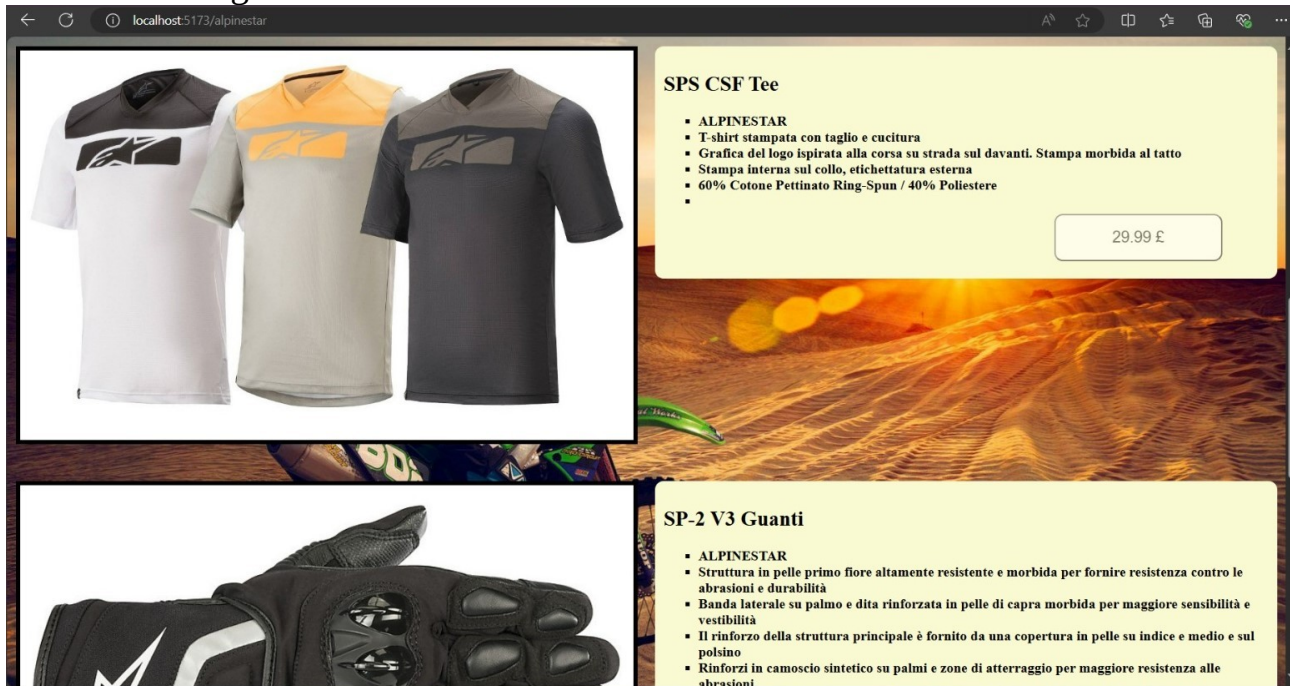 localhost:5173/alpinestar
SPS CSF Tee
ALPINESTAR
T-shirt stampata con taglio e cucitura
Grafica del logo ispirata alla corsa su strada sul davanti. Stampa morbida al tatto
Stampa interna sul collo, etichettatura esterna
60% Cotone Pettinato Ring-Spun / 40% Poliestere
29.99 £
SP-2 V3 Guanti
ALPINESTAR
Struttura in pelle primo fiore altamente resistente e morbida per fornire resistenza contro le
abrasioni e durabilità
Banda laterale su palmo e dita rinforzata in pelle di capra morbida per maggiore sensibilità e
vestibilità
Il rinforzo della struttura principale è fornito da una copertura in pelle su indice e medio e sul
polsino
Rinforzi in camoscio sintetico su palmi e zone di atterraggio per maggiore resistenza alle
abrasioni